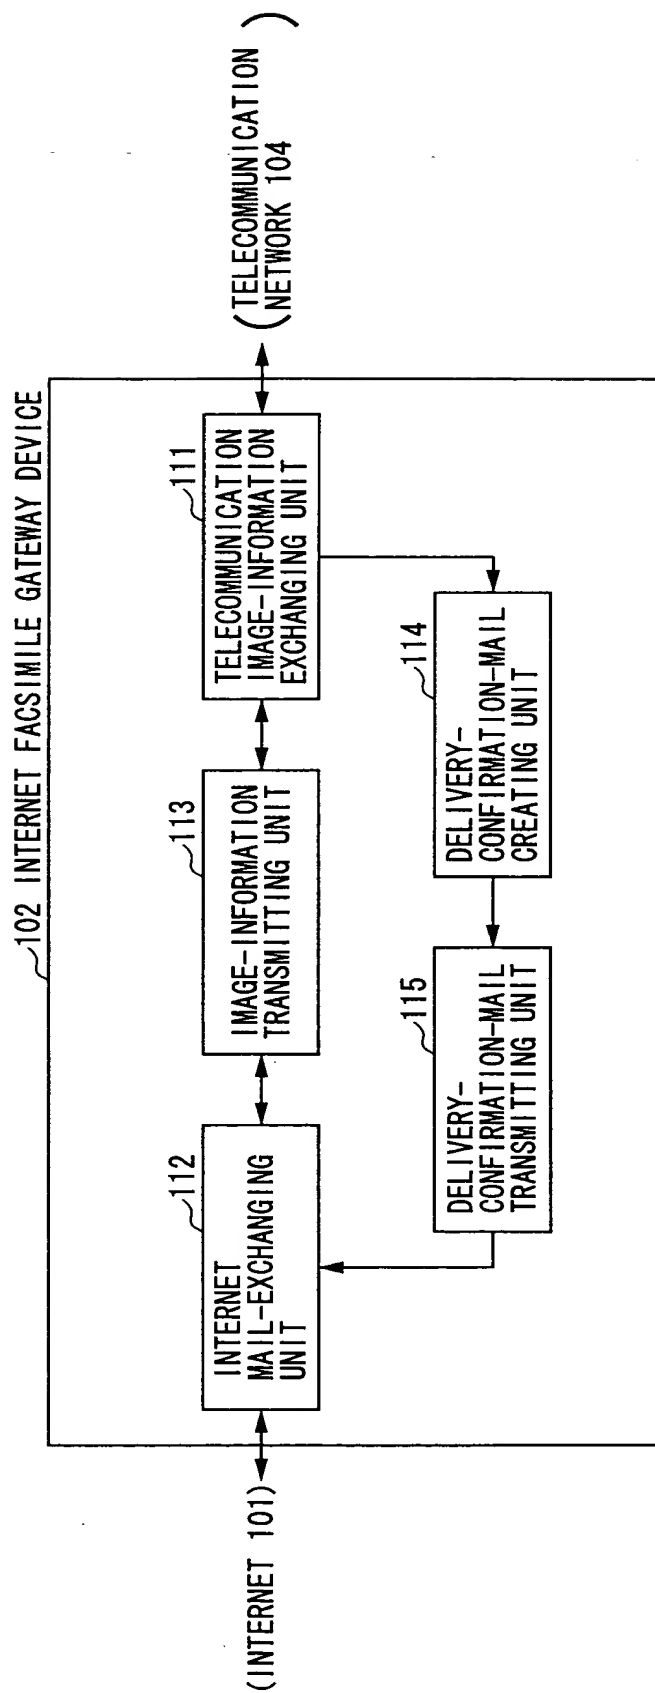 102 INTERNET FACSIMILE GATEWAY DEVICE
(INTERNET 101)
112
INTERNET
MAIL-EXCHANGING
UNIT
113
IMAGE-INFORMATION
TRANSMITTING UNIT
111
TELECOMMUNICATION
IMAGE-INFORMATION
EXCHANGING UNIT
(TELECOMMUNICATION
NETWORK 104)
115
DELIVERY-
CONFIRMATION-MAIL
TRANSMITTING UNIT
114
DELIVERY-
CONFIRMATION-MAIL
CREATING UNIT